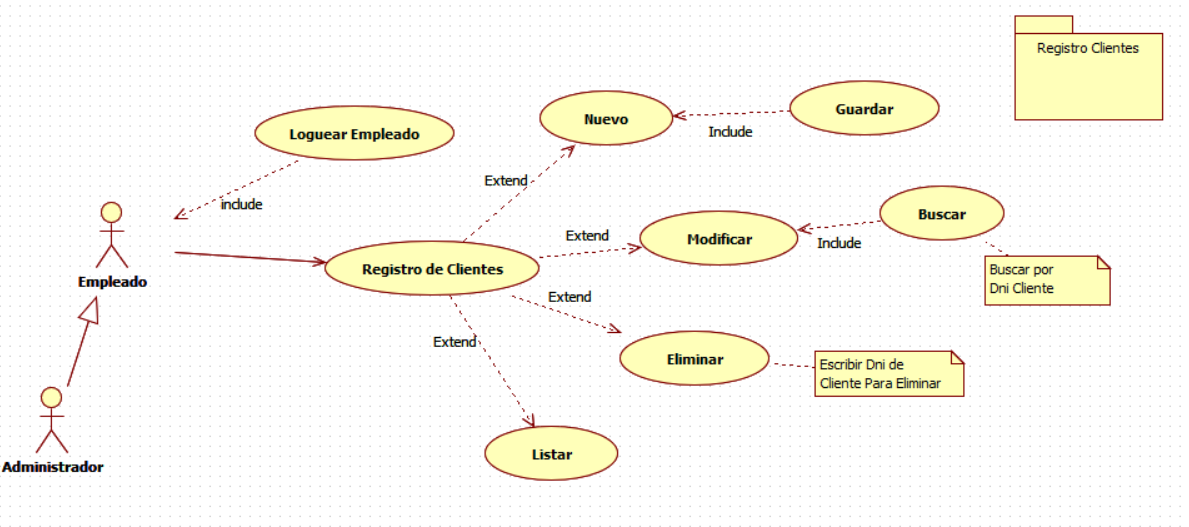 Registro Clientes
Loguear Empleado
Nuevo
Include
Guardar
Extend
include
Empleado
Registro de Clientes
Extend
Modificar
Include
Buscar
Buscar por
Dni Cliente
Extend
Eliminar
Escribir Dni de
Cliente Para Eliminar
Extend
Listar
Administrador